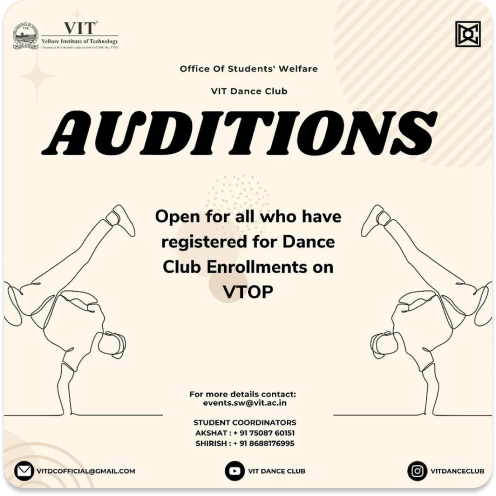 VIT
Vellore Institute of Technology
Office Of Students' Welfare
VIT Dance Club
AUDITIONS
Open for all who have
registered for Dance
Club Enrollments on
VTOP
For more details contact:
events.sw@vit.ac.in
STUDENT COORDINATORS
AKSHAT : + 91 75087 60151
SHIRISH : + 91 8688176995
VITDCOFFICIAL@GMAIL.COM
VIT DANCE CLUB
VITDANCECLUB